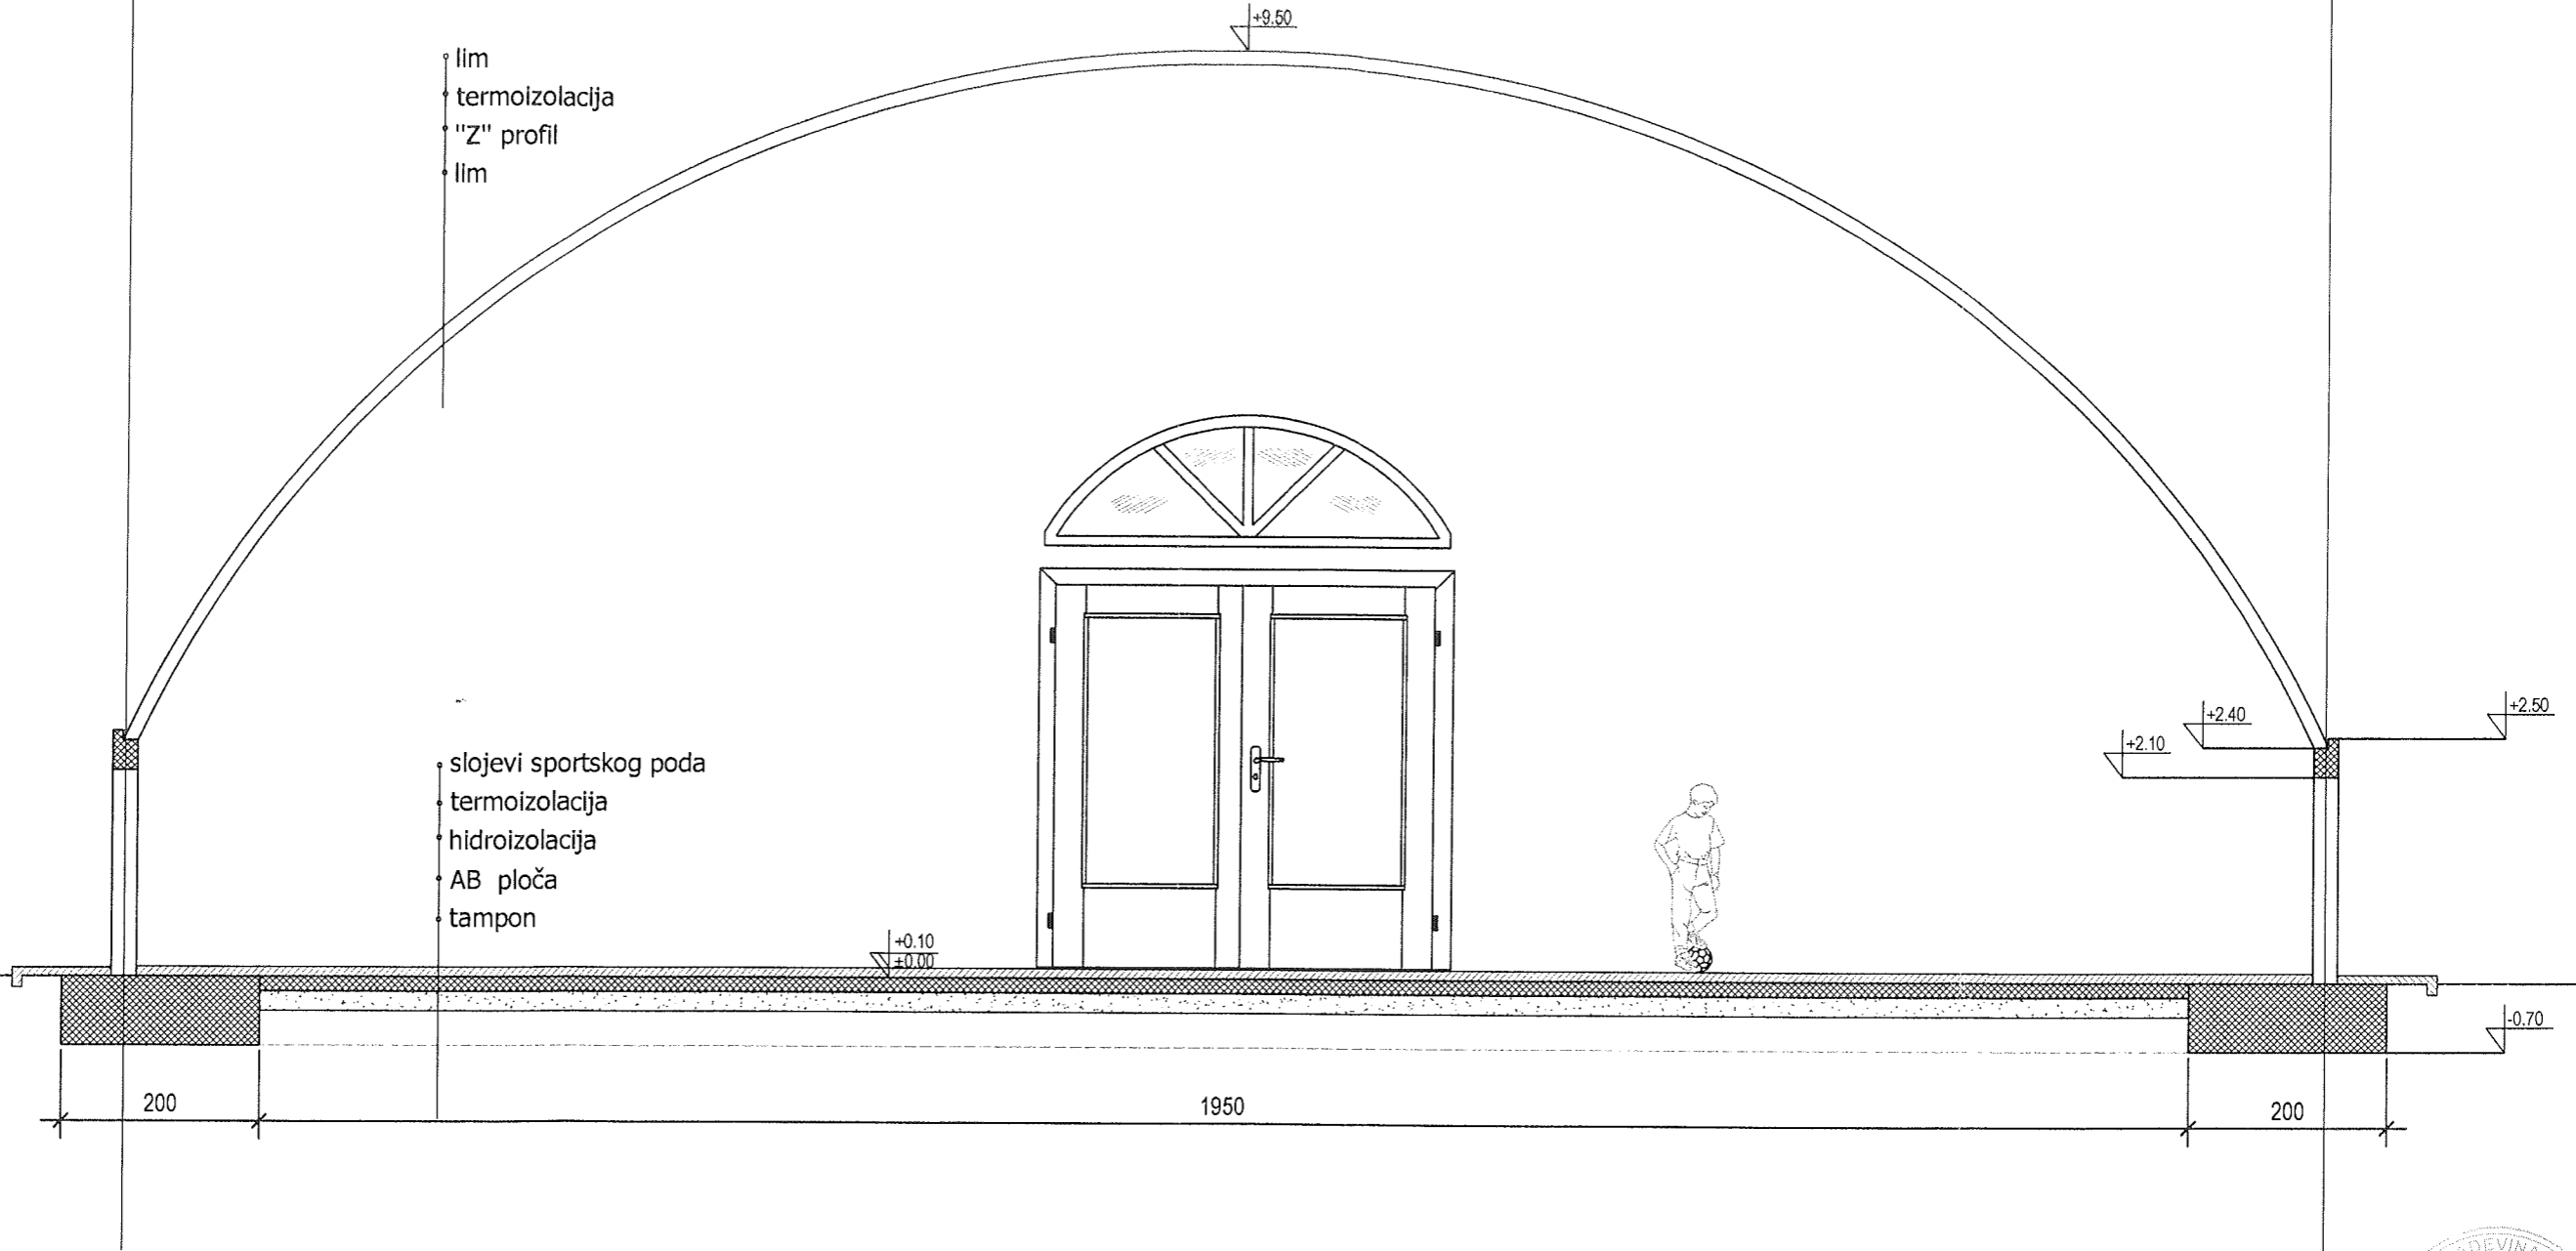 +9.50
lim
termoizolacija
"Z" profil
lim
+2.50
+2.40
+2.10
slojevi sportskog poda
termoizolacija
hidroizolacija
AB ploča
tampon
+0.10
±0.00
-0.70
200
1950
200